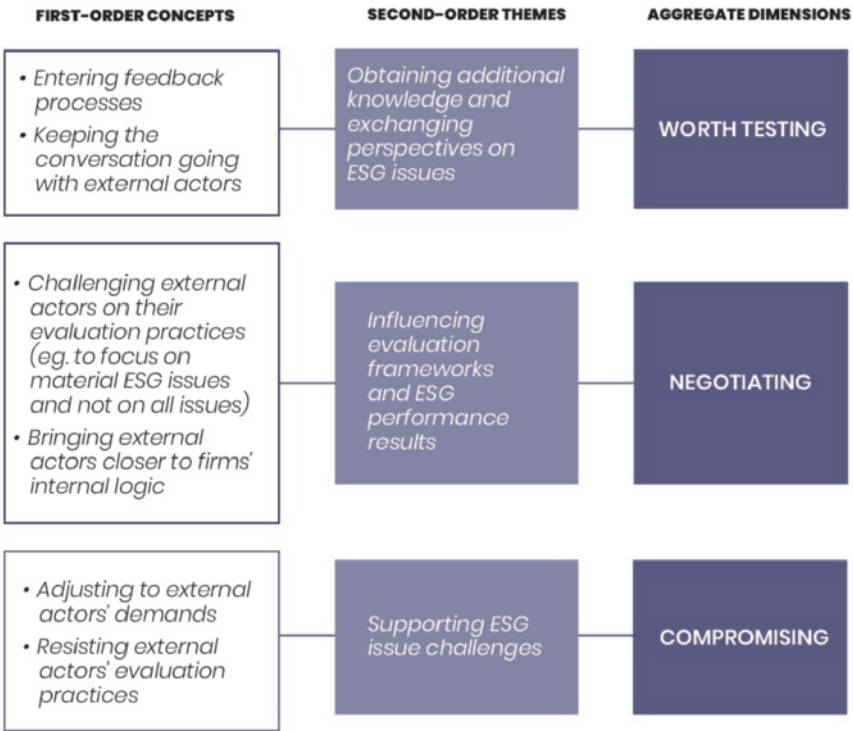 FIRST-ORDER CONCEPTS
SECOND-ORDER THEMES
AGGREGATE DIMENSIONS
• Entering feedback
processes
• Keeping the
conversation going
with external actors
Obtaining additional
knowledge and
exchanging
perspectives on
ESG issues
WORTH TESTING
• Challenging external
actors on their
evaluation practices
(eg. to focus on
material ESG issues
and not on all issues)
• Bringing external
actors closer to firms'
internal logic
Influencing
evaluation
frameworks
and ESG
performance
results
NEGOTIATING
• Adjusting to external
actors' demands
• Resisting external
actors' evaluation
practices
Supporting ESG
issue challenges
COMPROMISING